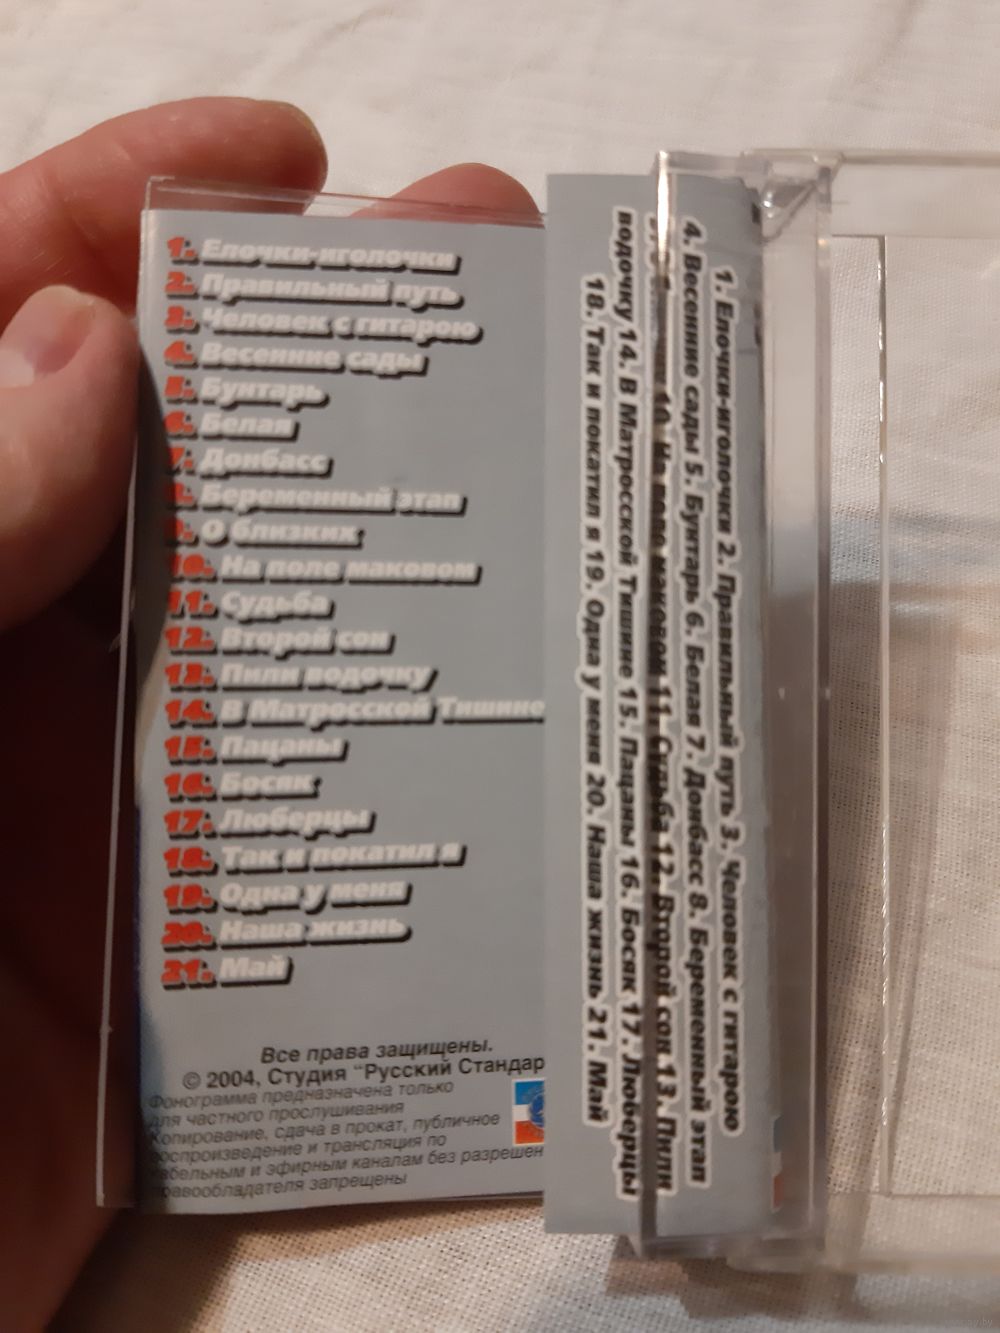 1. Елочки-иголочки
2. Правильный путь
3. Человек с гитарою
4. Весенние сады
5. Бунтарь
6. Белая
7. Донбасс
8. Беременный этап
9. О близких
10. На поле маковом
11. Судьба
12. Второй сон
13. Пили водочку
14. В Матросской Тишине
15. Пацаны
16. Босяк
17. Люберцы
18. Так и покатил я
19. Одна у меня
20. Наша жизнь
21. Май
Все права защищены.
© 2004, Студия "Русский Стандар
Фонограмма предназначена только
для частного прослушивания
Копирование, сдача в прокат, публичное
воспроизведение и трансляция по
кабельным и эфирным каналам без разрешен
правообладателя запрещены
1. Елочки-иголочки 2. Правильный путь 3. Человек с гитарою
4. Весенние сады 5. Бунтарь 6. Белая 7. Донбасс 8. Беременный этап
10. На поле маковом 11. Судьба 12. Второй сон 13. Пили
водочку 14. В Матросской Тишине 15. Пацаны 16. Босяк 17. Люберцы
18. Так и покатил я 19. Одна у меня 20. Наша жизнь 21. Май